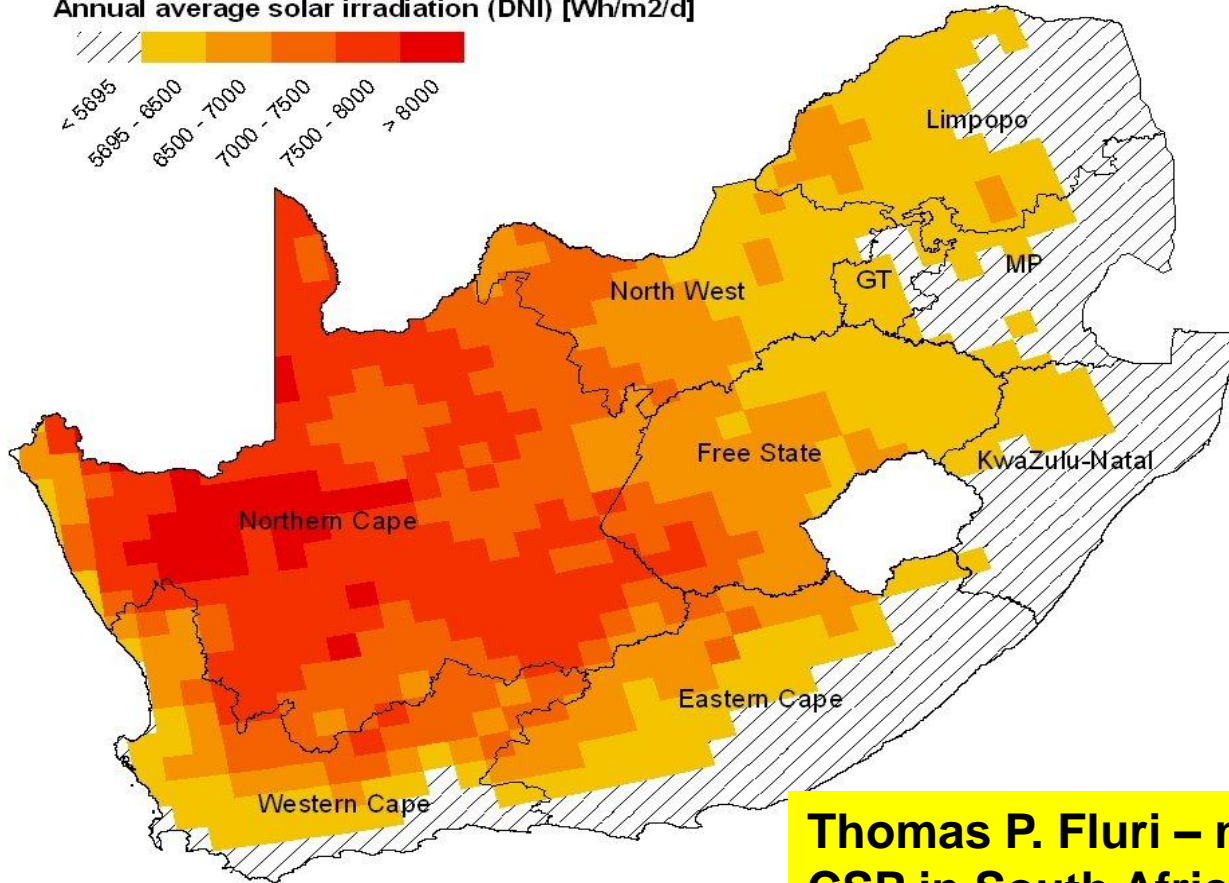 Annual average solar irradiation (DNI) [Wh/m2/d]
< 5695
5695 - 6500
6500 - 7000
7000 - 7500
7500 - 8000
> 8000
Limpopo
MP
GT
North West
Free State
KwaZulu-Natal
Northern Cape
Eastern Cape
Western Cape
Thomas P. Fluri –
CSP in South